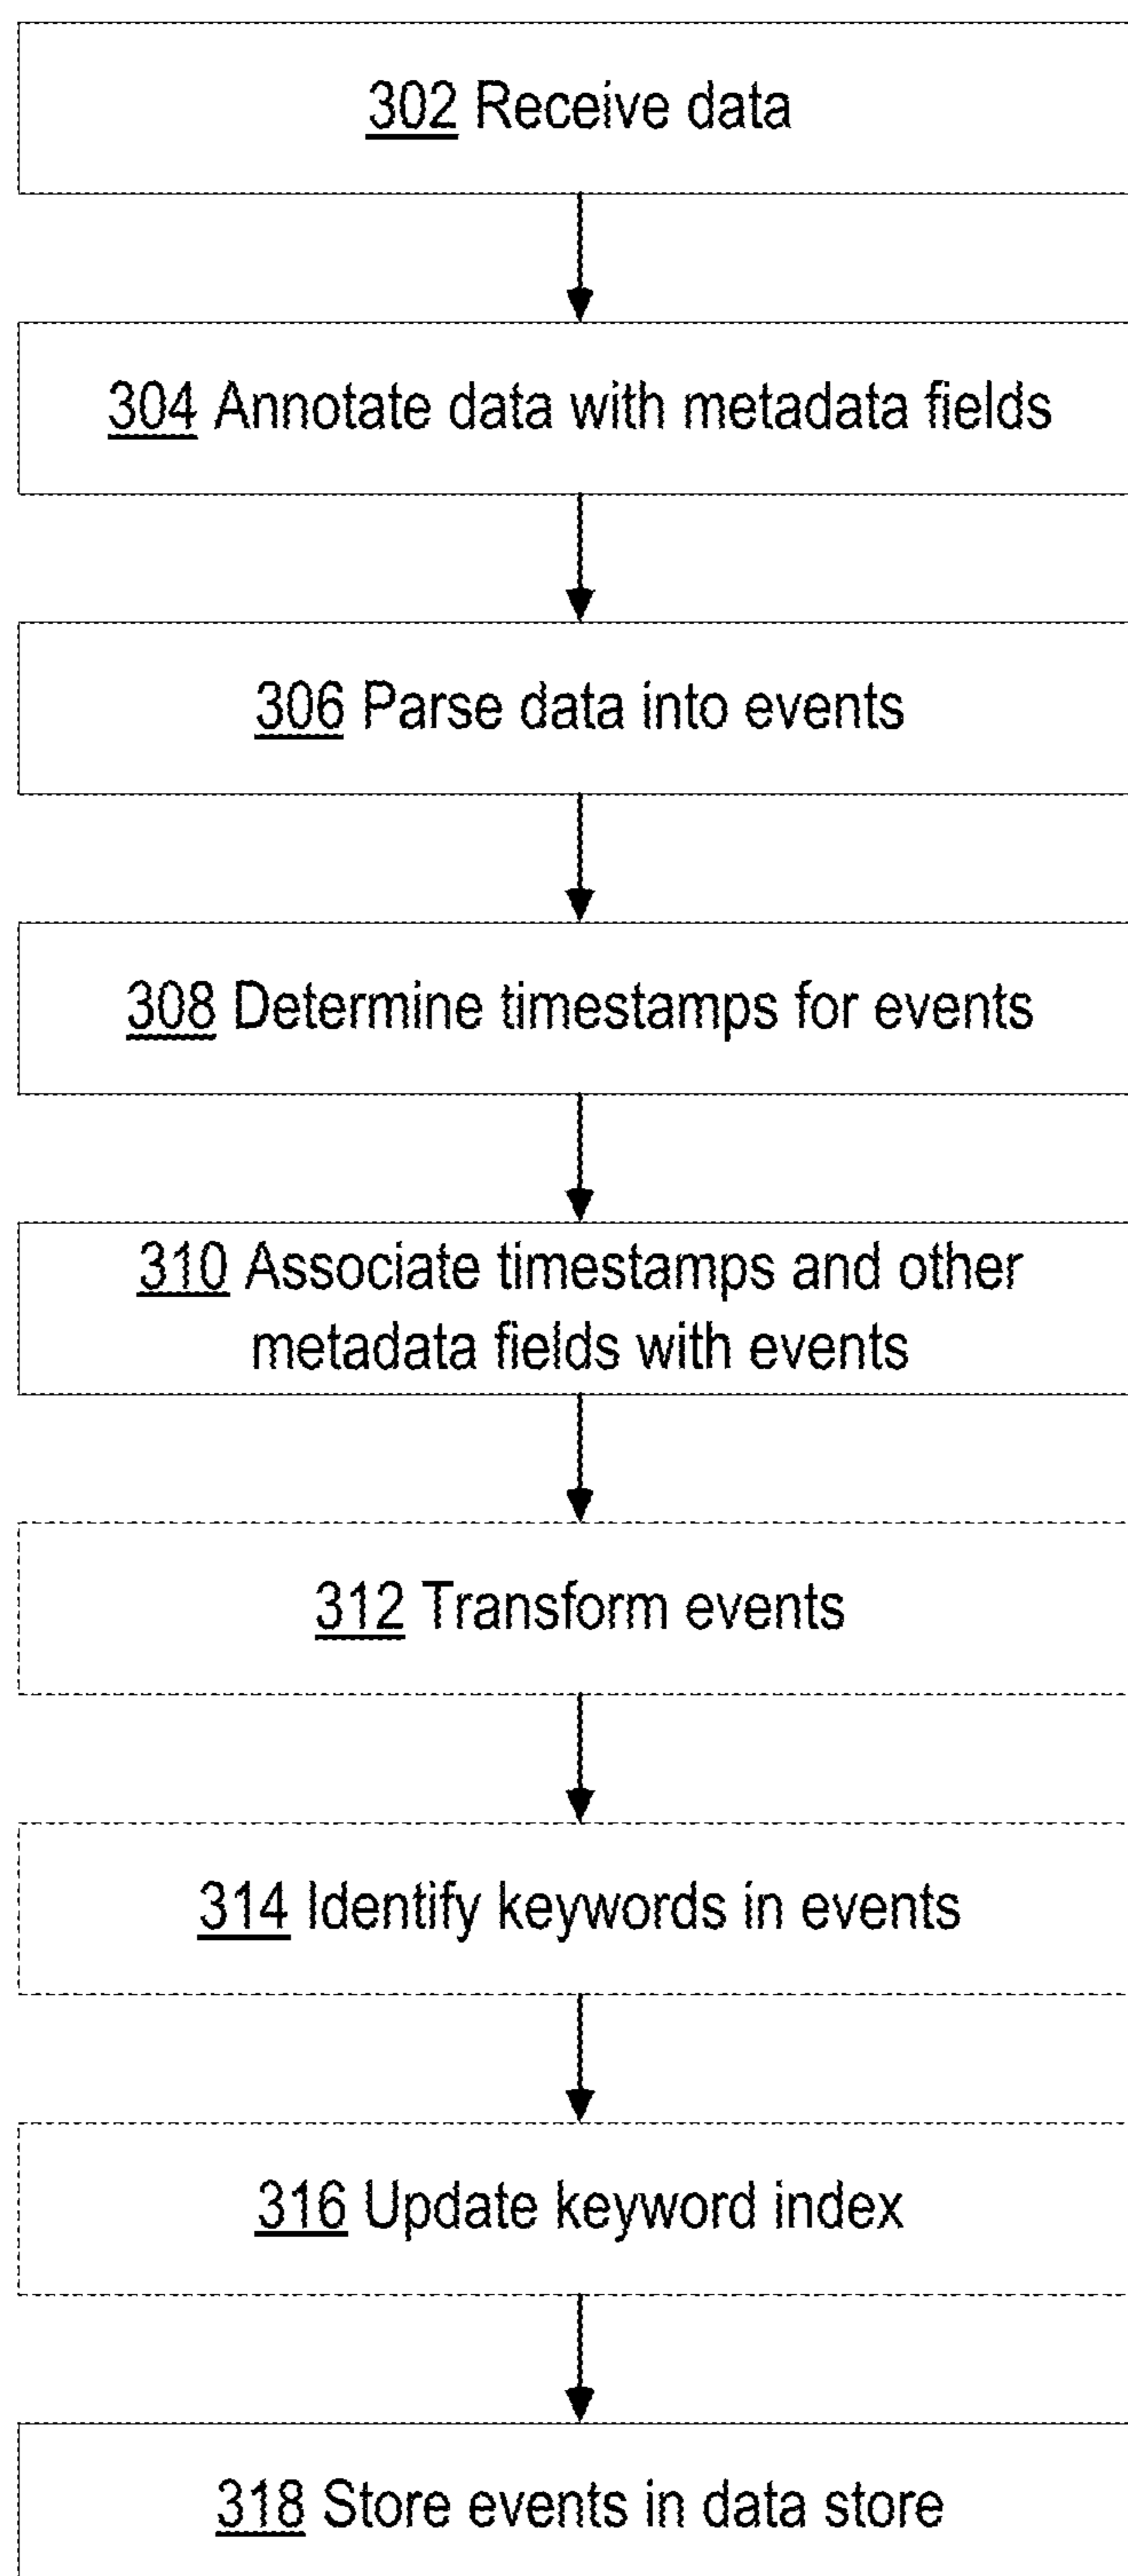 302 Receive data
304 Annotate data with metadata fields
306 Parse data into events
308 Determine timestamps for events
310 Associate timestamps and other
metadata fields with events
312 Transform events
314 Identify keywords in events
316 Update keyword index
318 Store events in data store